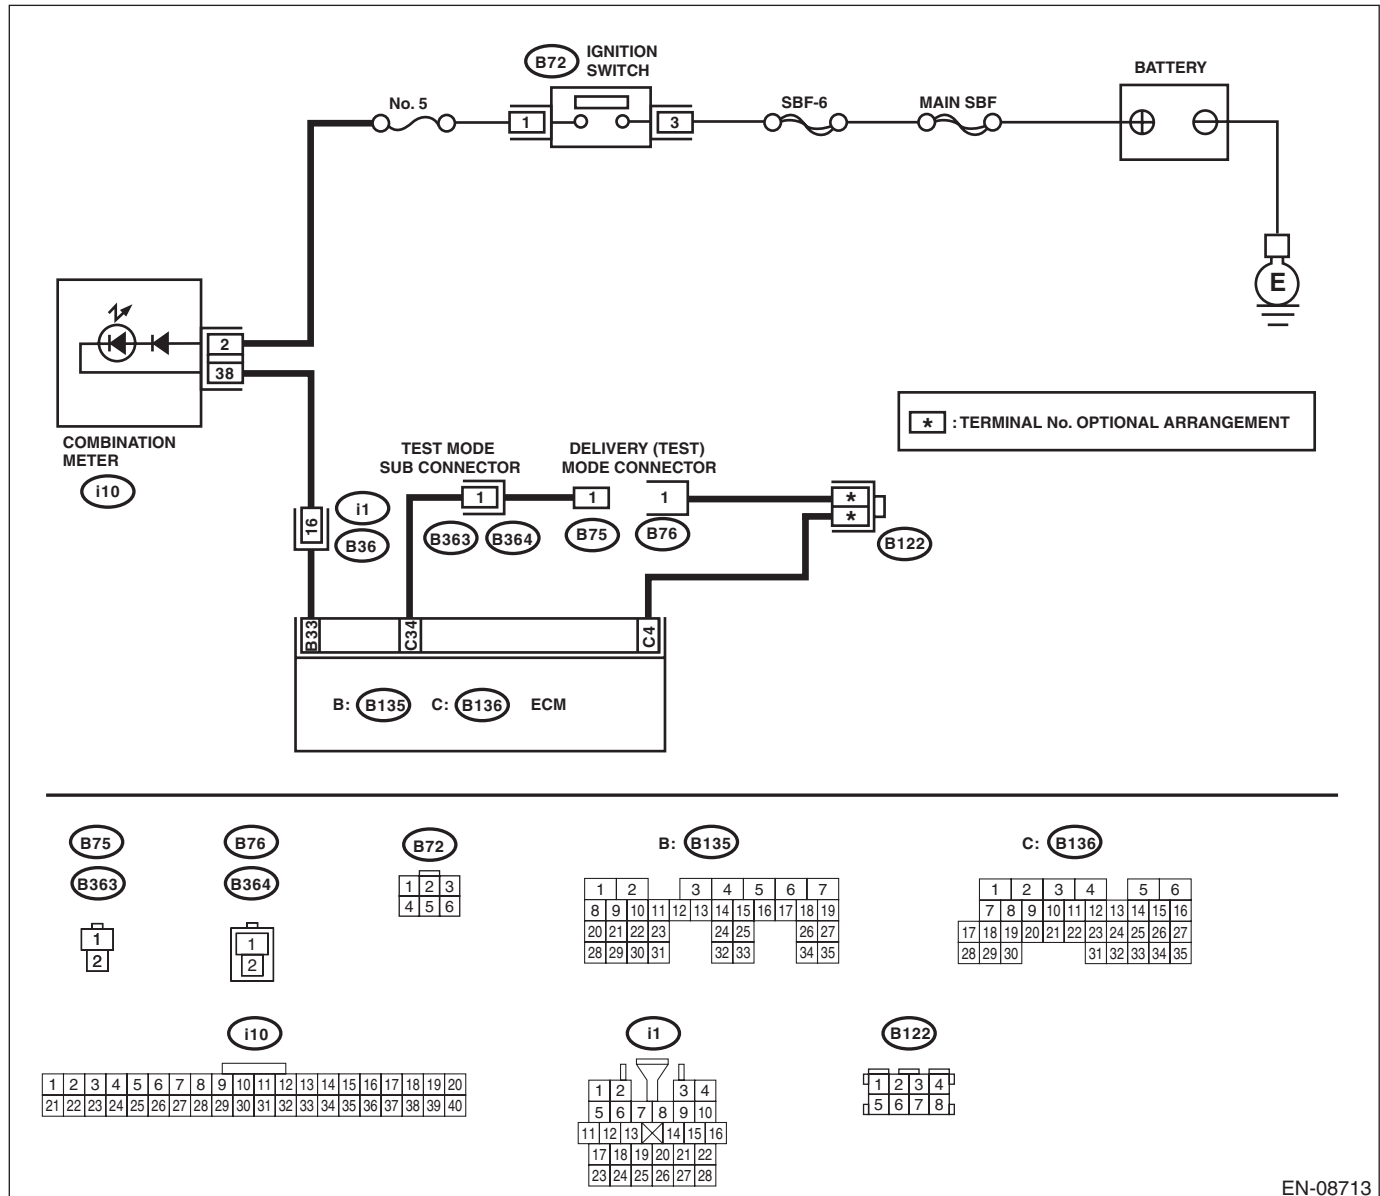 B72
IGNITION
SWITCH
No. 5
1
3
SBF-6
MAIN SBF
BATTERY
E
2
38
COMBINATION
METER
i10
* : TERMINAL No. OPTIONAL ARRANGEMENT
TEST MODE
SUB CONNECTOR
DELIVERY (TEST)
MODE CONNECTOR
1
1
1
*
*
B363
B364
B75
B76
B122
16
i1
B36
B33
C34
C4
B: B135 C: B136 ECM
B75
B363
1
2
B76
B364
1
2
B72
1 2 3
4 5 6
B: B135
1 2 3 4 5 6 7
8 9 10 11 12 13 14 15 16 17 18 19
20 21 22 23 24 25 26 27
28 29 30 31 32 33 34 35
C: B136
1 2 3 4 5 6
7 8 9 10 11 12 13 14 15 16
17 18 19 20 21 22 23 24 25 26 27
28 29 30 31 32 33 34 35
i10
1 2 3 4 5 6 7 8 9 10 11 12 13 14 15 16 17 18 19 20
21 22 23 24 25 26 27 28 29 30 31 32 33 34 35 36 37 38 39 40
i1
1 2 3 4
5 6 7 8 9 10
11 12 13 14 15 16
17 18 19 20 21 22
23 24 25 26 27 28
B122
1 2 3 4
5 6 7 8
EN-08713